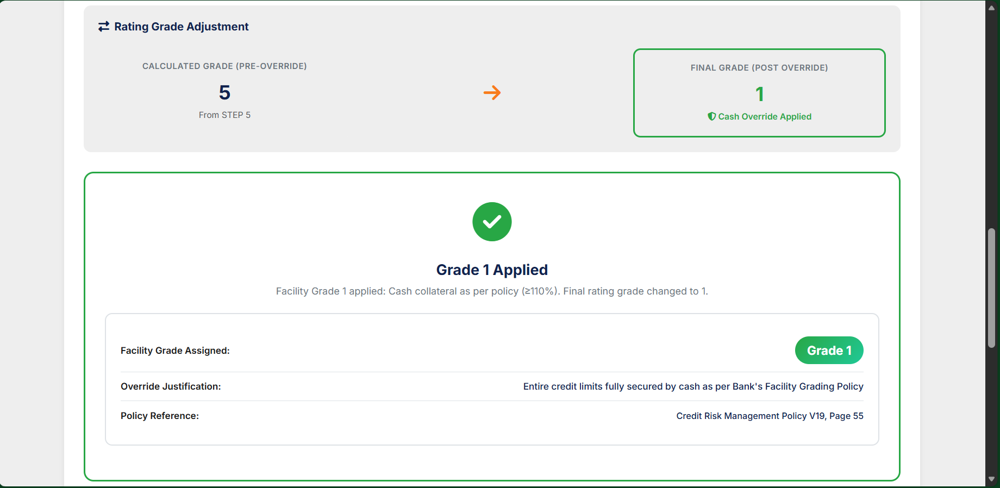 Rating Grade Adjustment
CALCULATED GRADE (PRE-OVERRIDE)
5
From STEP 5
FINAL GRADE (POST OVERRIDE)
1
Cash Override Applied
Grade 1 Applied
Facility Grade 1 applied: Cash collateral as per policy (≥110%). Final rating grade changed to 1.
Facility Grade Assigned:
Grade 1
Override Justification:
Entire credit limits fully secured by cash as per Bank's Facility Grading Policy
Policy Reference:
Credit Risk Management Policy V19, Page 55